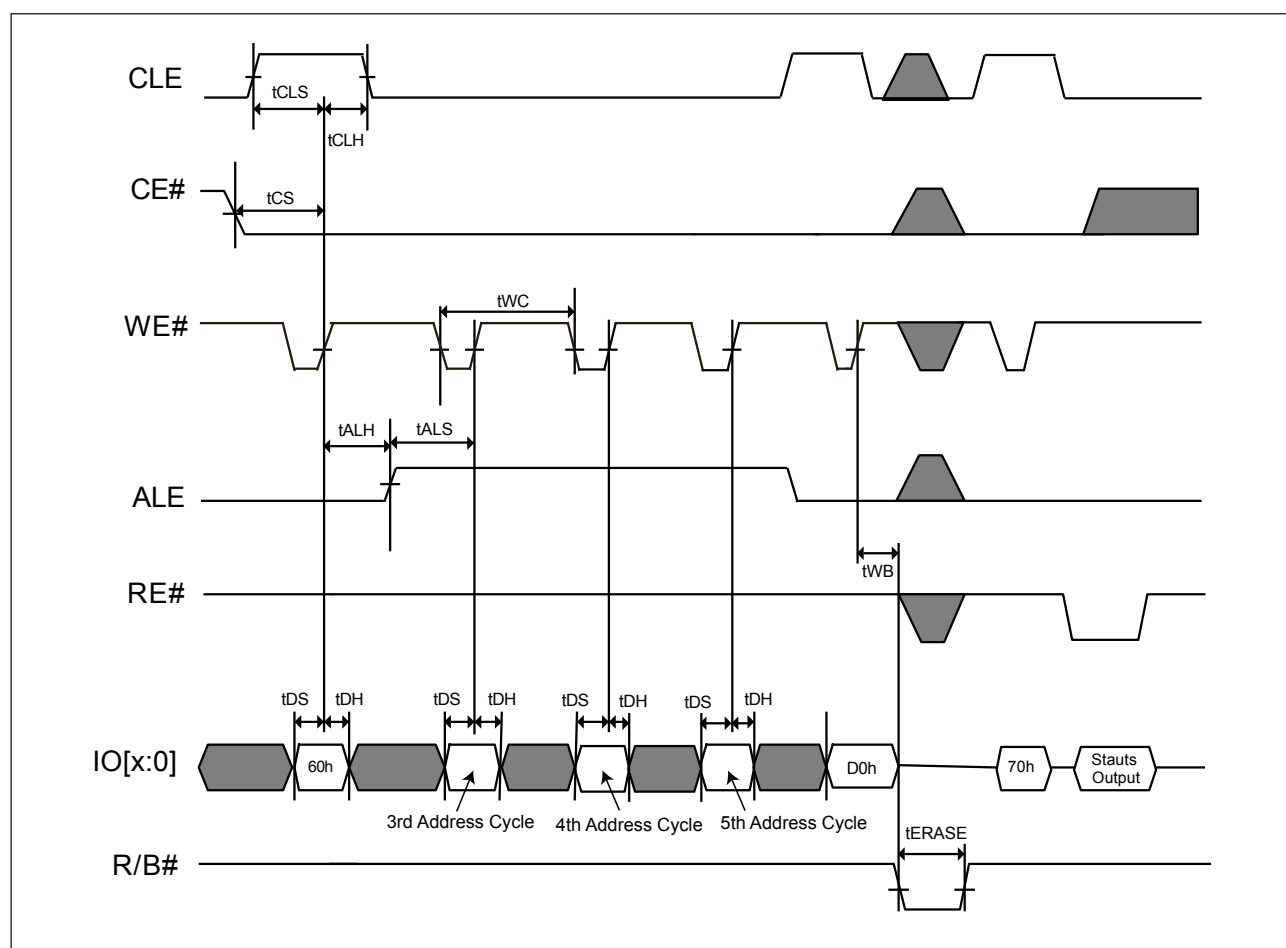 CLE
tCLS
tCLH
CE#
tCS
tWC
WE#
tALH
tALS
ALE
tWB
RE#
tDS tDH tDS tDH tDS tDH tDS tDH
IO[x:0]
60h
D0h
70h
Stauts
Output
3rd Address Cycle
4th Address Cycle
5th Address Cycle
tERASE
R/B#